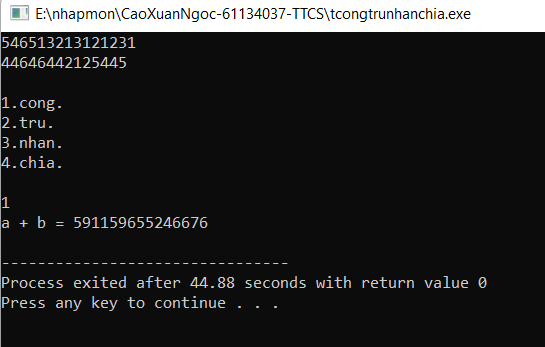 E:\nhapmon\CaoXuanNgoc-61134037-TTCS\tcongtrunhanchia.exe
546513213121231
44646442125445
1.cong.
2.tru.
3.nhan.
4.chia.
1
a + b = 591159655246676
--------------------------------
Process exited after 44.88 seconds with return value 0
Press any key to continue . . .